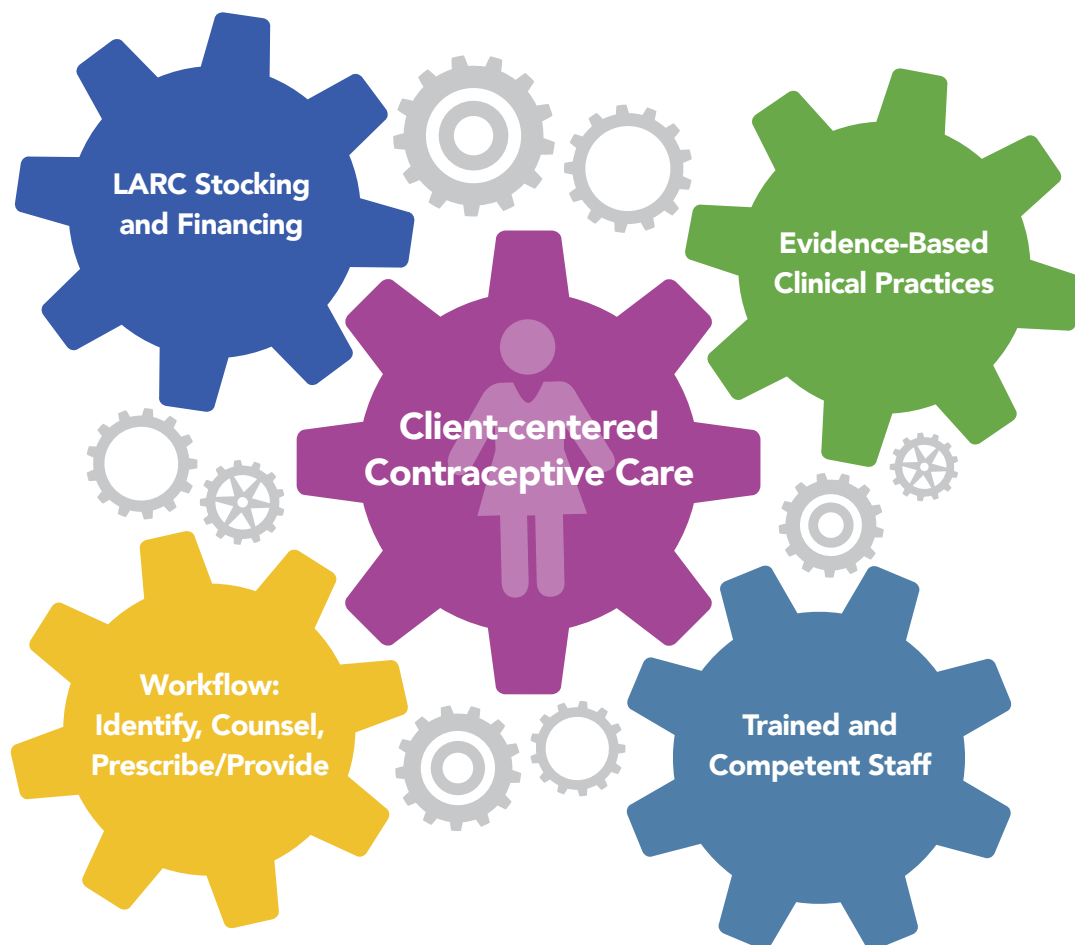 LARC Stocking
and Financing
Evidence-Based
Clinical Practices
Client-centered
Contraceptive Care
Workflow:
Identify, Counsel,
Prescribe/Provide
Trained and
Competent Staff